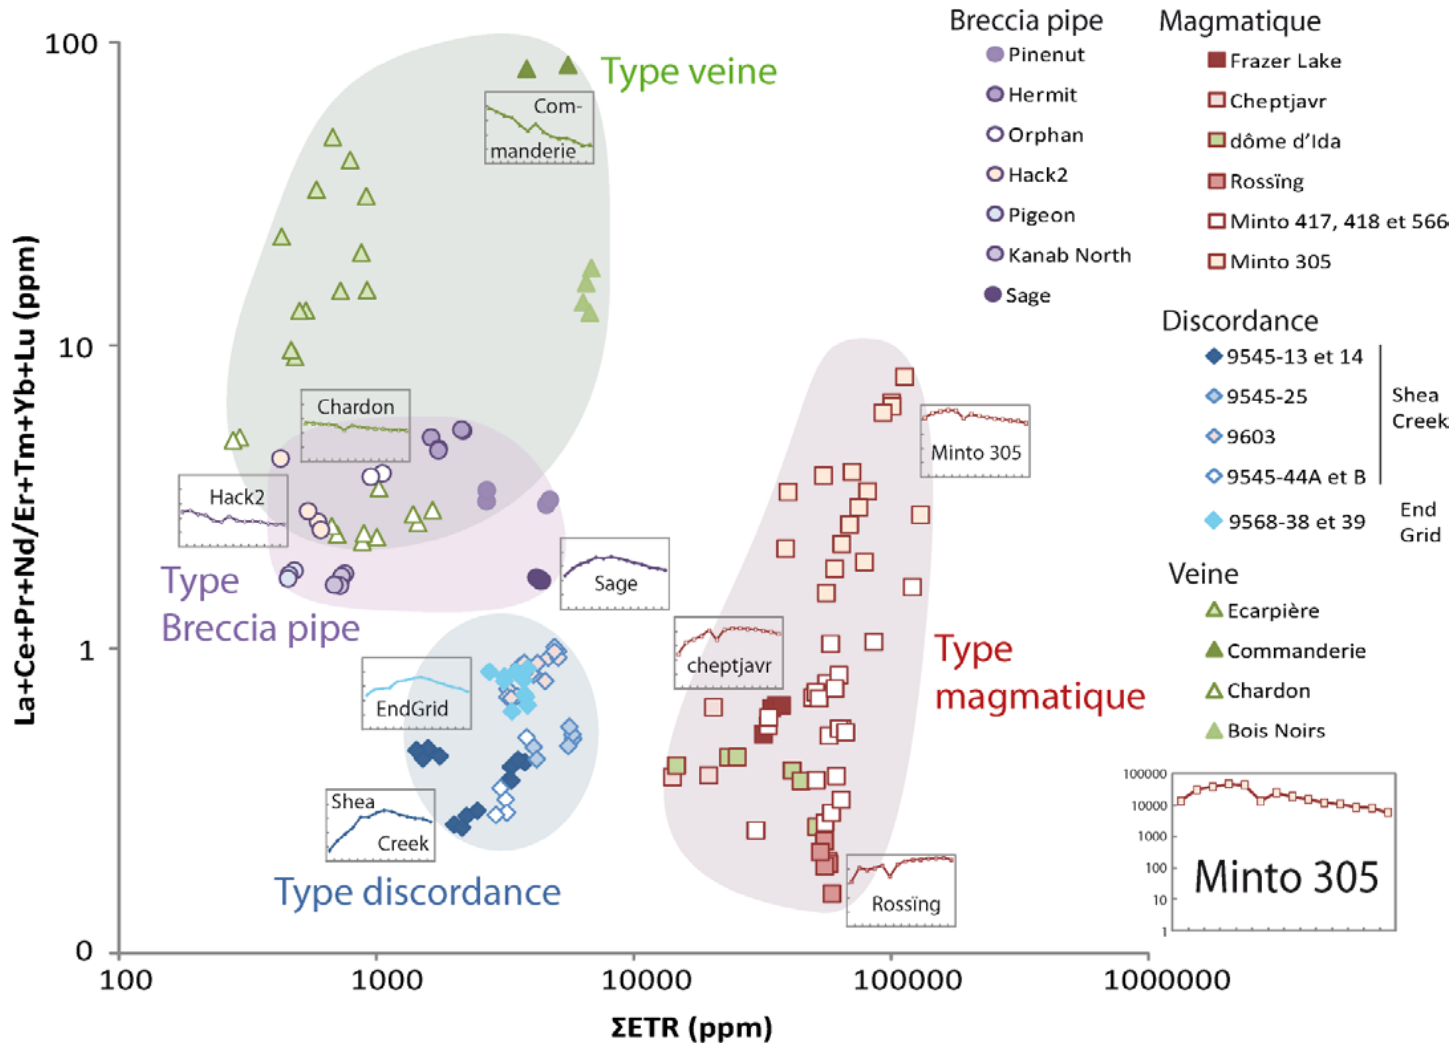 Breccia pipe
Pinenut
Hermit
Orphan
Hack2
Pigeon
Kanab North
Sage
Magmatique
Frazer Lake
Cheptjavr
dôme d'Ida
Rossïng
Minto 417, 418 et 566
Minto 305
Discordance
9545-13 et 14
9545-25
9603
9545-44A et B
9568-38 et 39
Shea
Creek
End
Grid
Veine
Ecarpière
Commanderie
Chardon
Bois Noirs
100000
10000
1000
100
10
1
Minto 305
La+Ce+Pr+Nd/Er+Tm+Yb+Lu (ppm)
100
10
1
0
Type veine
Com-
manderie
Chardon
Hack2
Type
Breccia pipe
Sage
Minto 305
cheptjavr
Type
magmatique
EndGrid
Shea
Creek
Type discordance
Rossïng
100
1000
10000
100000
1000000
ΣETR (ppm)